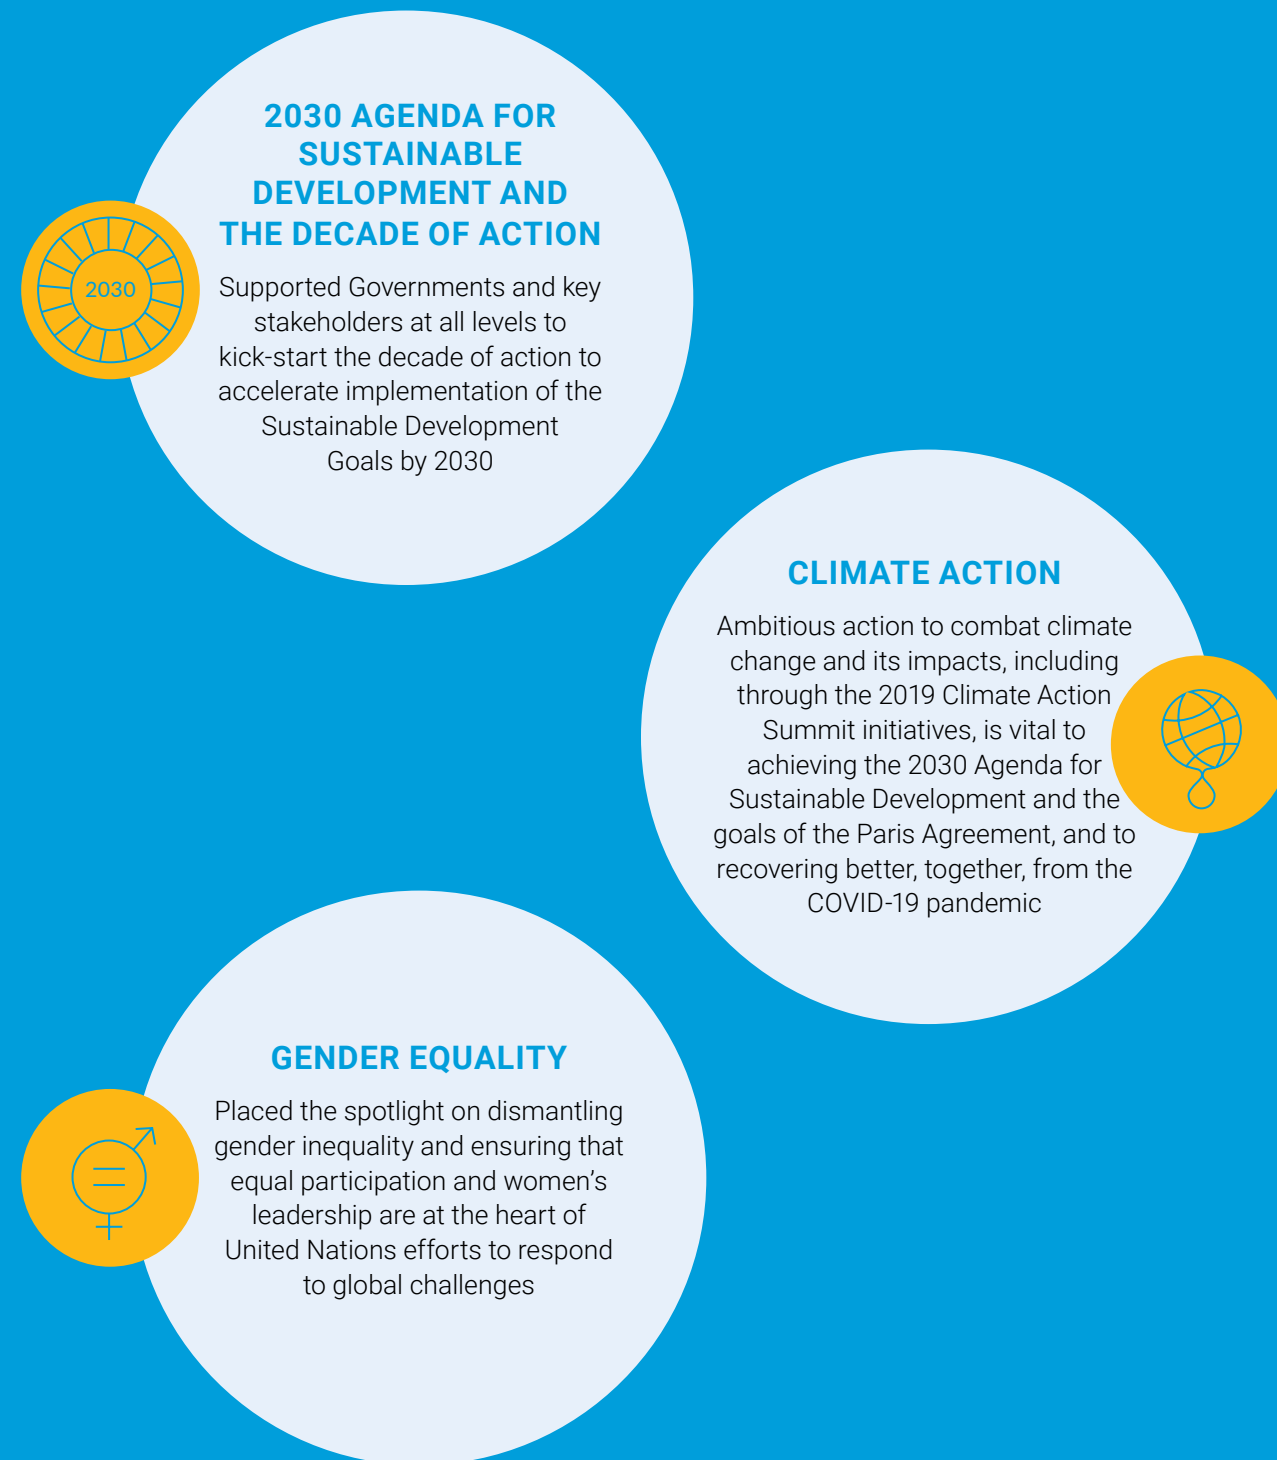 2030 AGENDA FOR
SUSTAINABLE
DEVELOPMENT AND
THE DECADE OF ACTION
2030
Supported Governments and key
stakeholders at all levels to
kick-start the decade of action to
accelerate implementation of the
Sustainable Development
Goals by 2030
CLIMATE ACTION
Ambitious action to combat climate
change and its impacts, including
through the 2019 Climate Action
Summit initiatives, is vital to
achieving the 2030 Agenda for
Sustainable Development and the
goals of the Paris Agreement, and to
recovering better, together, from the
COVID-19 pandemic
GENDER EQUALITY
Placed the spotlight on dismantling
gender inequality and ensuring that
equal participation and women’s
leadership are at the heart of
United Nations efforts to respond
to global challenges